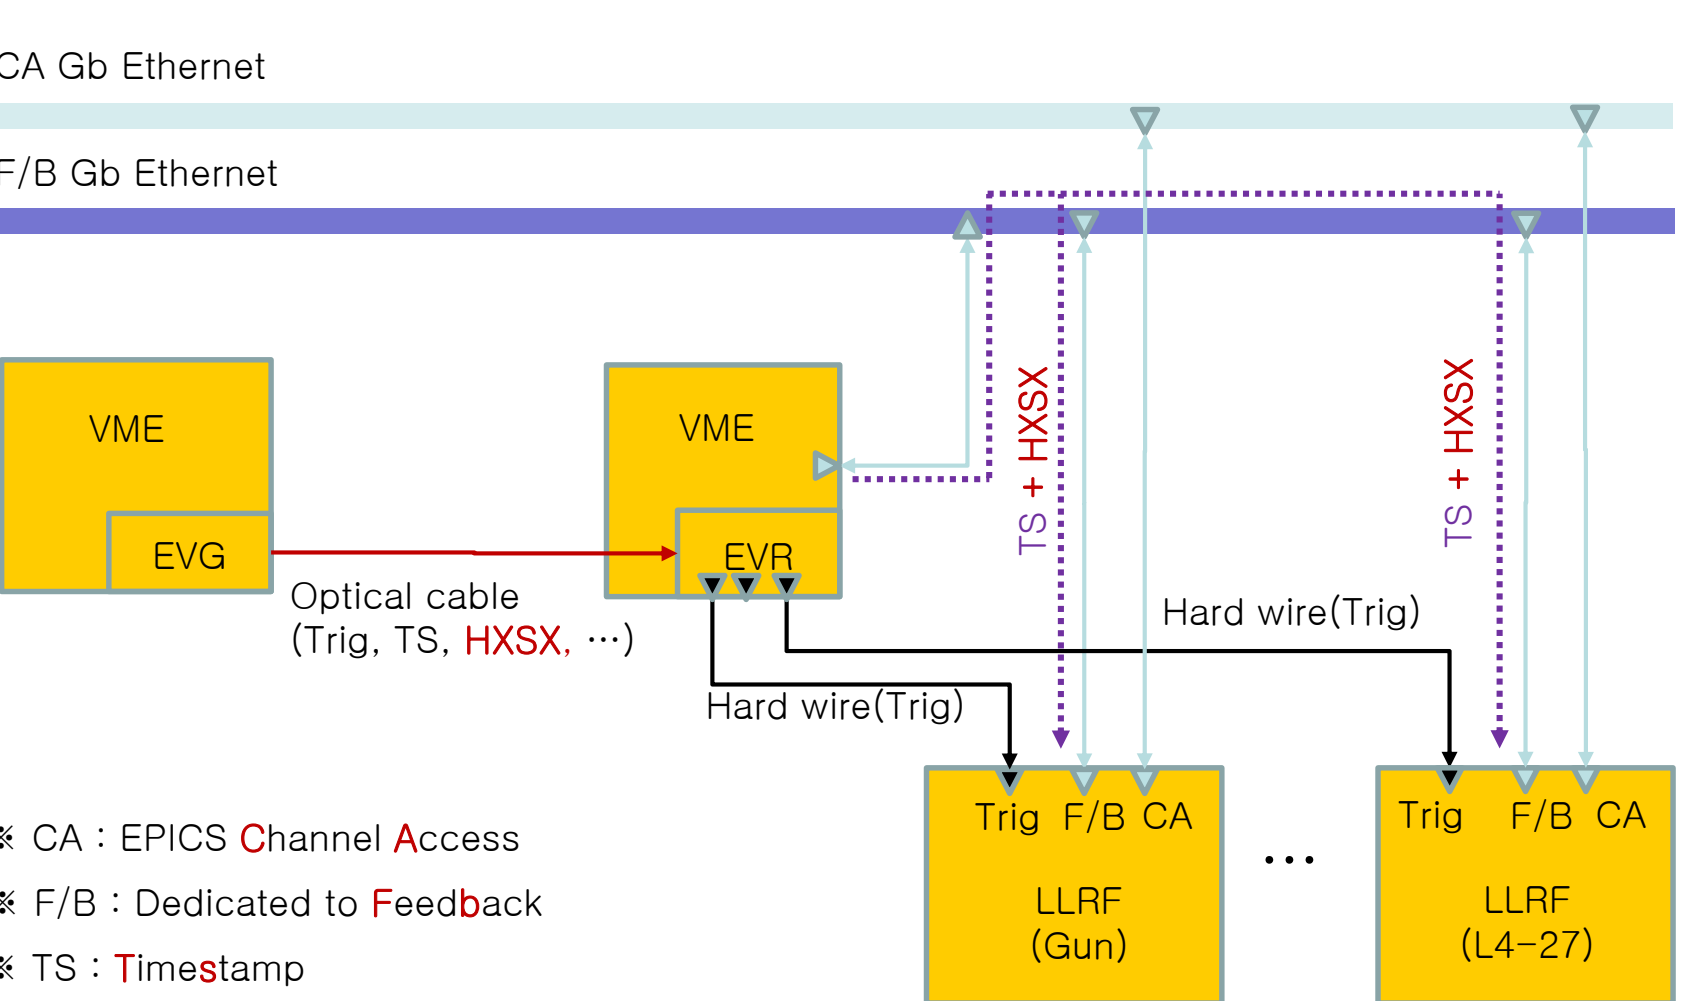 CA Gb Ethernet
F/B Gb Ethernet
VME
EVG
VME
EVR
Optical cable
(Trig, TS, HXSX, ⋯)
TS + HXSX
TS + HXSX
Hard wire(Trig)
Hard wire(Trig)
Trig F/B CA
LLRF
(Gun)
⋯
Trig F/B CA
LLRF
(L4-27)
※ CA : EPICS Channel Access
※ F/B : Dedicated to Feedback
※ TS : Timestamp